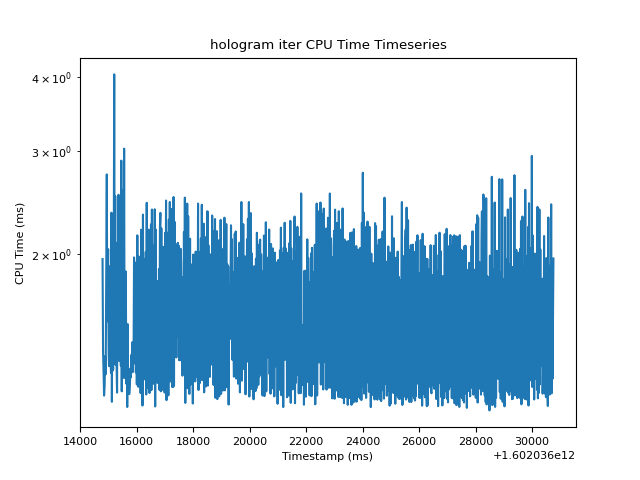 hologram iter CPU Time Timeseries
4 × 10⁰
3 × 10⁰
2 × 10⁰
CPU Time (ms)
14000 16000 18000 20000 22000 24000 26000 28000 30000
Timestamp (ms)
+1.602036e12